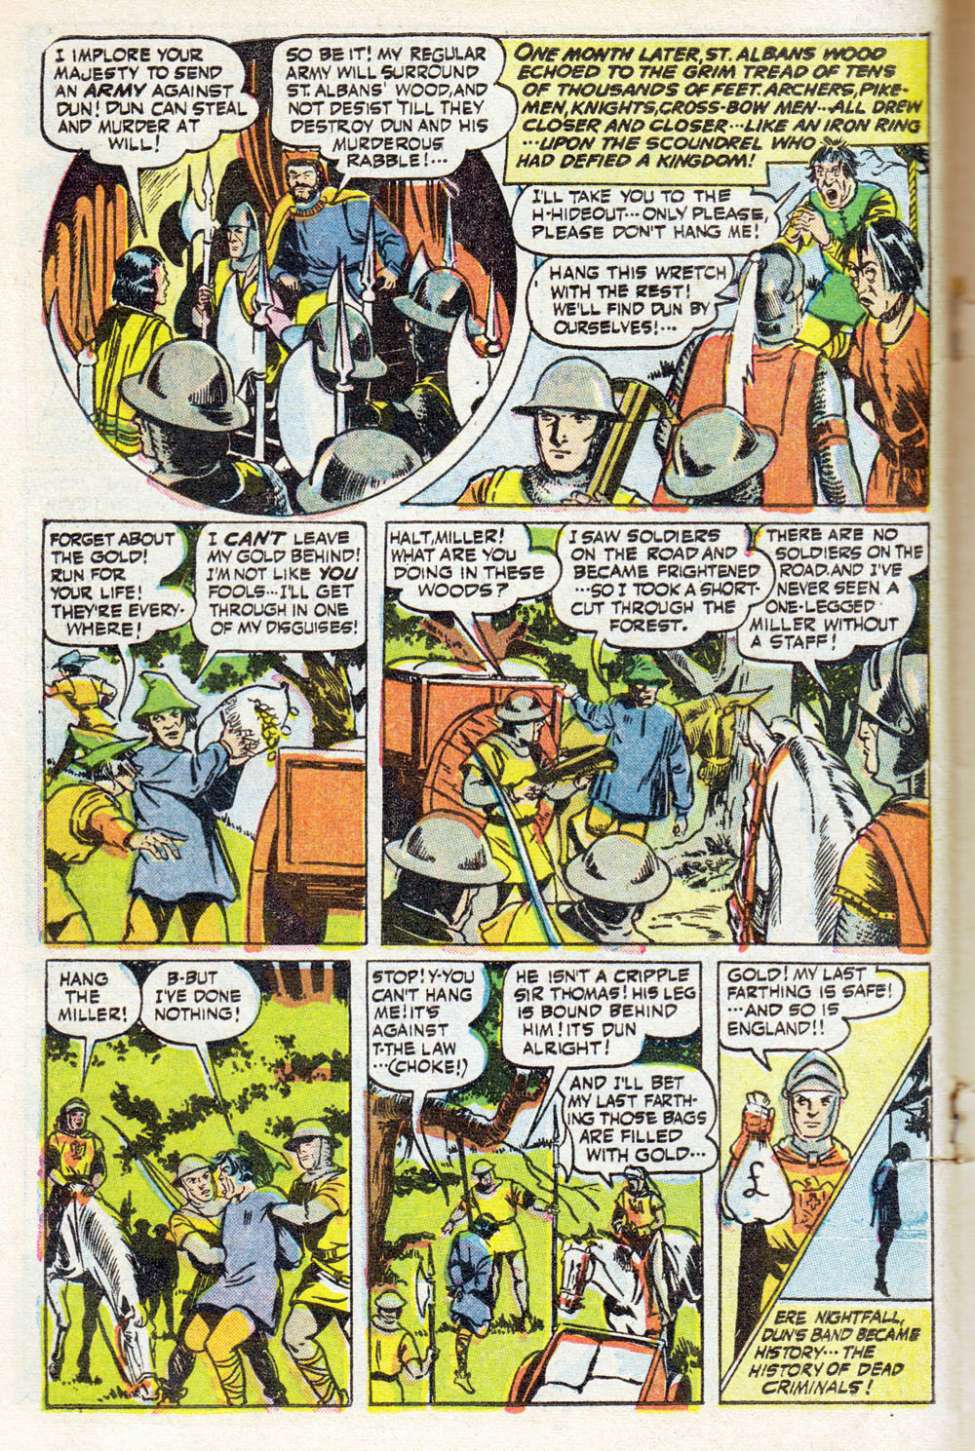 I IMPLORE YOUR
MAJESTY TO SEND
AN ARMY AGAINST
DUN! DUN CAN STEAL
AND MURDER AT
WILL!
SO BE IT! MY REGULAR
ARMY WILL SURROUND
ST. ALBANS' WOOD, AND
NOT DESIST TILL THEY
DESTROY DUN AND HIS
MURDEROUS
RABBLE!...
ONE MONTH LATER, ST. ALBANS WOOD
ECHOED TO THE GRIM TREAD OF TENS
OF THOUSANDS OF FEET. ARCHERS, PIKE-
MEN, KNIGHTS, CROSS-BOW MEN...ALL DREW
CLOSER AND CLOSER...LIKE AN IRON RING
...UPON THE SCOUNDREL WHO
HAD DEFIED A KINGDOM!
I'LL TAKE YOU TO THE
H-HIDEOUT...ONLY PLEASE,
PLEASE DON'T HANG ME!
HANG THIS WRETCH
WITH THE REST!
WE'LL FIND DUN BY
OURSELVES!...
FORGET ABOUT
THE GOLD!
RUN FOR
YOUR LIFE!
THEY'RE EVERY-
WHERE!
I CAN'T LEAVE
MY GOLD BEHIND!
I'M NOT LIKE YOU
FOOLS...I'LL GET
THROUGH IN ONE
OF MY DISGUISES!
HALT, MILLER!
WHAT ARE YOU
DOING IN THESE
WOODS?
I SAW SOLDIERS
ON THE ROAD AND
BECAME FRIGHTENED
...SO I TOOK A SHORT-
CUT THROUGH THE
FOREST.
THERE ARE NO
SOLDIERS ON THE
ROAD. AND I'VE
NEVER SEEN A
ONE-LEGGED
MILLER WITHOUT
A STAFF!
HANG
THE
MILLER!
B-BUT
I'VE DONE
NOTHING!
STOP! Y-YOU
CAN'T HANG
ME! IT'S
AGAINST
T-THE LAW
...(CHOKE!)
HE ISN'T A CRIPPLE
SIR THOMAS! HIS LEG
IS BOUND BEHIND
HIM! IT'S DUN
ALRIGHT!
AND I'LL BET
MY LAST FARTH-
ING THOSE BAGS
ARE FILLED
WITH GOLD...
GOLD! MY LAST
FARTHING IS SAFE!
...AND SO IS
ENGLAND!!
£
ERE NIGHTFALL,
DUN'S BAND BECAME
HISTORY... THE
HISTORY OF DEAD
CRIMINALS!